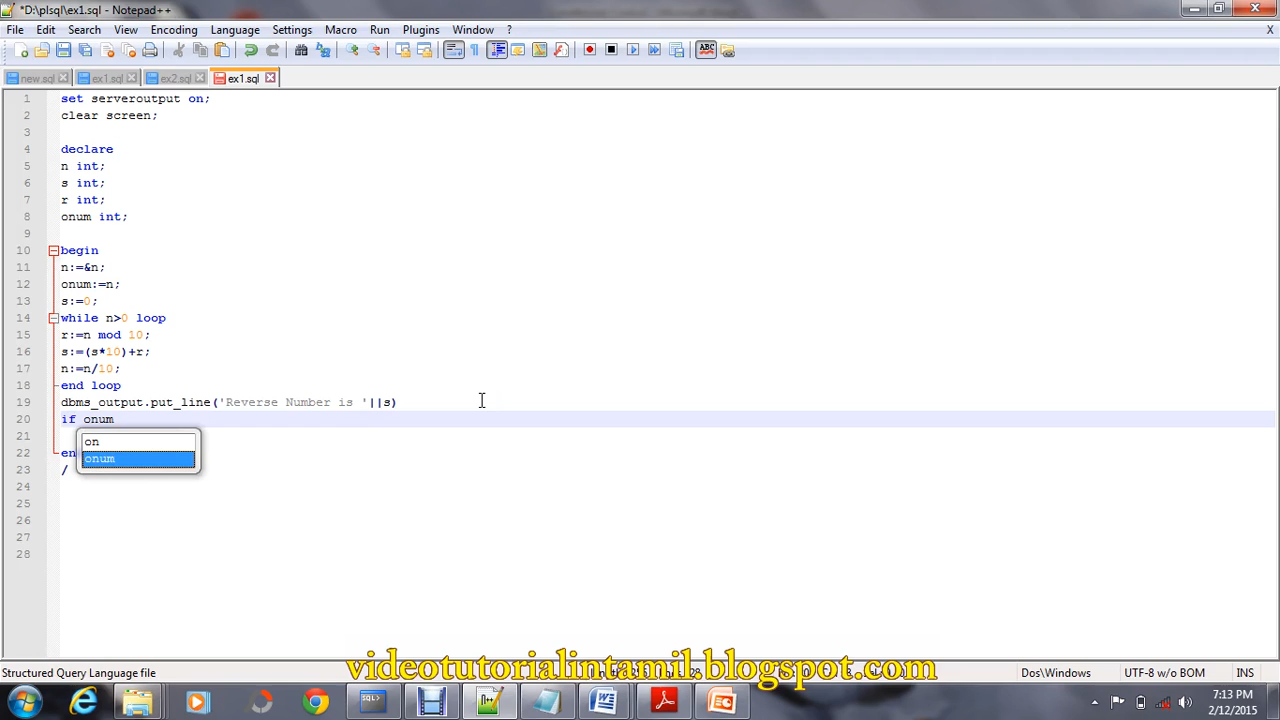 *D:\plsql\ex1.sql - Notepad++
File Edit Search View Encoding Language Settings Macro Run Plugins Window ? X
new.sql ex1.sql ex2.sql ex1.sql
1 set serveroutput on;
2 clear screen;
3
4 declare
5 n int;
6 s int;
7 r int;
8 onum int;
9
10 begin
11 n:=&n;
12 onum:=n;
13 s:=0;
14 while n>0 loop
15 r:=n mod 10;
16 s:=(s*10)+r;
17 n:=n/10;
18 end loop
19 dbms_output.put_line('Reverse Number is '||s)
20 if onum
21 on
onum
22 en
23 /
24
25
26
27
28
videotutorialintamil.blogspot.com
Structured Query Language file Dos\Windows UTF-8 w/o BOM INS
7:13 PM
2/12/2015